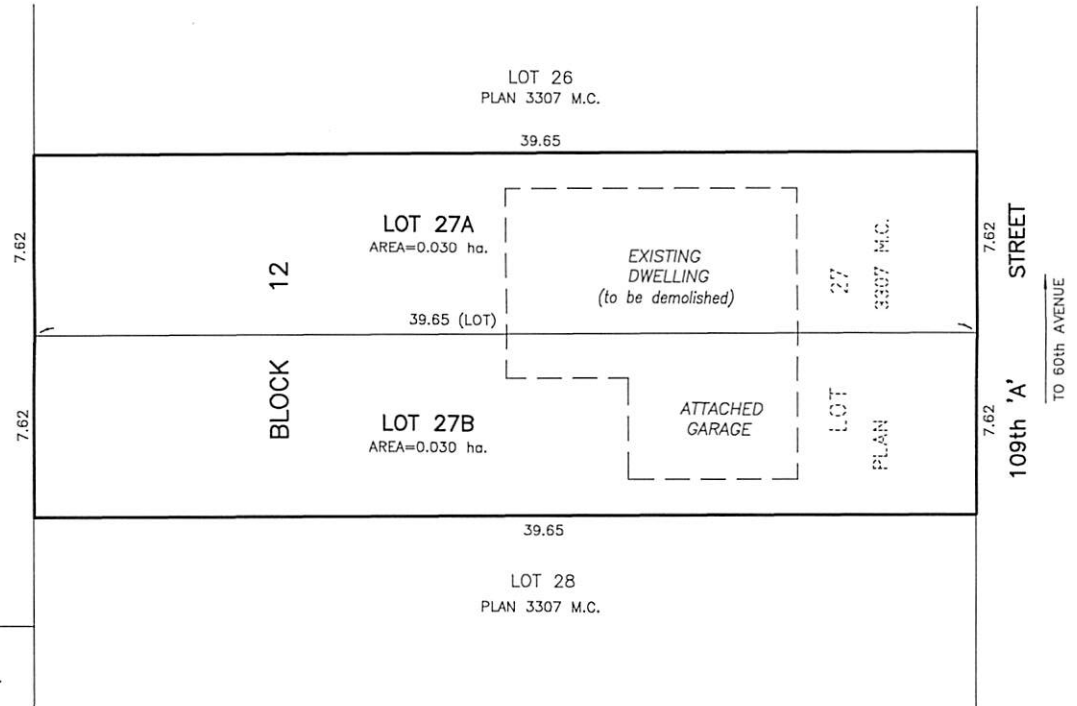 LOT 26
PLAN 3307 M.C.
39.65
7.62
LOT 27A
AREA=0.030 ha.
12
EXISTING
DWELLING
(to be demolished)
27
3307 M.C.
7.62
STREET
TO 60th AVENUE
39.65 (LOT)
7.62
BLOCK
LOT 27B
AREA=0.030 ha.
ATTACHED
GARAGE
LOT
PLAN
7.62
109th 'A'
39.65
LOT 28
PLAN 3307 M.C.